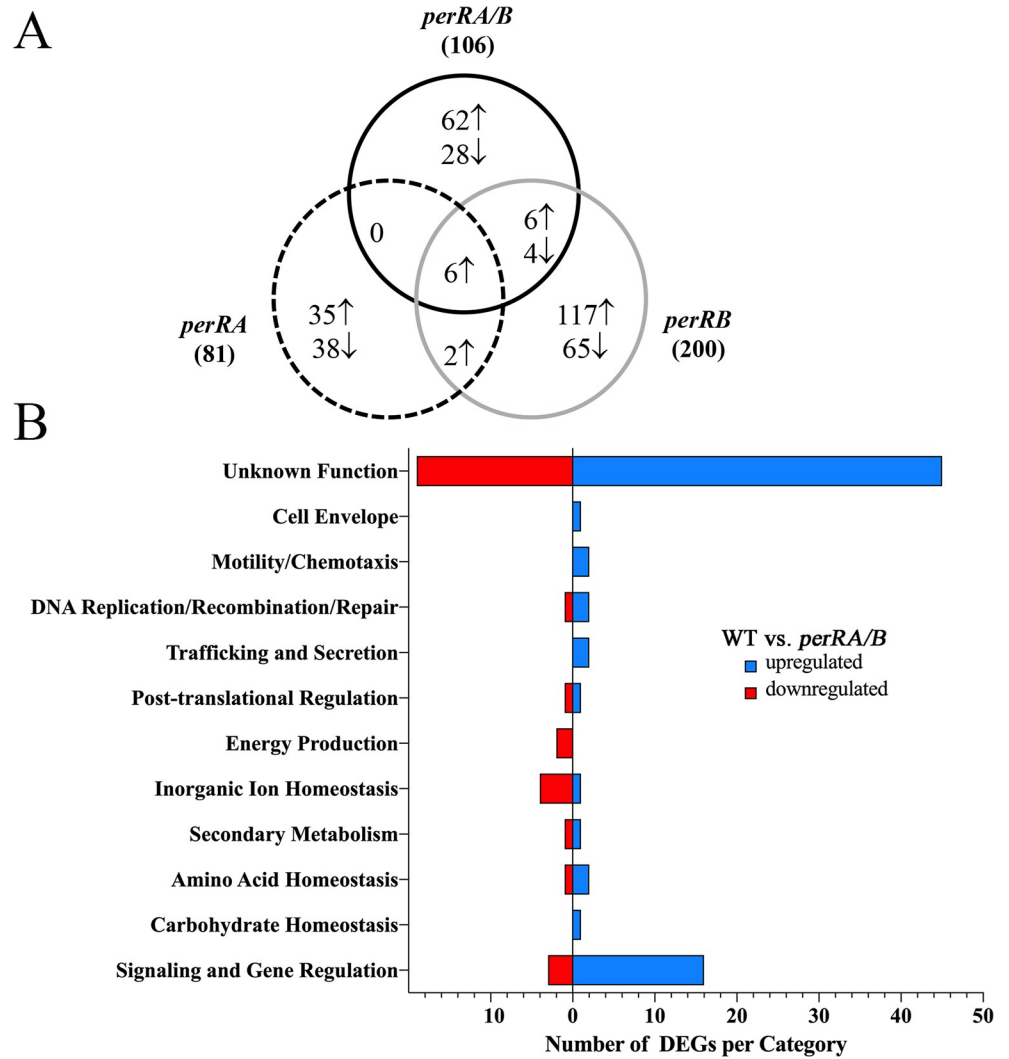 A
perRA/B
(106)
62↑
28↓
0
6↑
4↓
6↑
35↑
38↓
2↑
117↑
65↓
perRA
(81)
perRB
(200)
B
Unknown Function
Cell Envelope
Motility/Chemotaxis
DNA Replication/Recombination/Repair
Trafficking and Secretion
Post-translational Regulation
Energy Production
Inorganic Ion Homeostasis
Secondary Metabolism
Amino Acid Homeostasis
Carbohydrate Homeostasis
Signaling and Gene Regulation
WT vs. perRA/B
upregulated
downregulated
10 0 10 20 30 40 50
Number of DEGs per Category